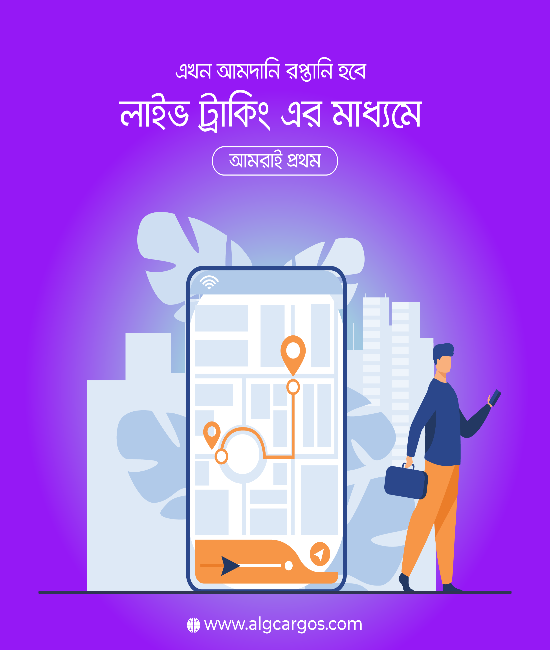 এখন আমদানি রপ্তানি হবে
লাইভ ট্রাকিং এর মাধ্যমে
আমরাই প্রথম
www.algcargos.com